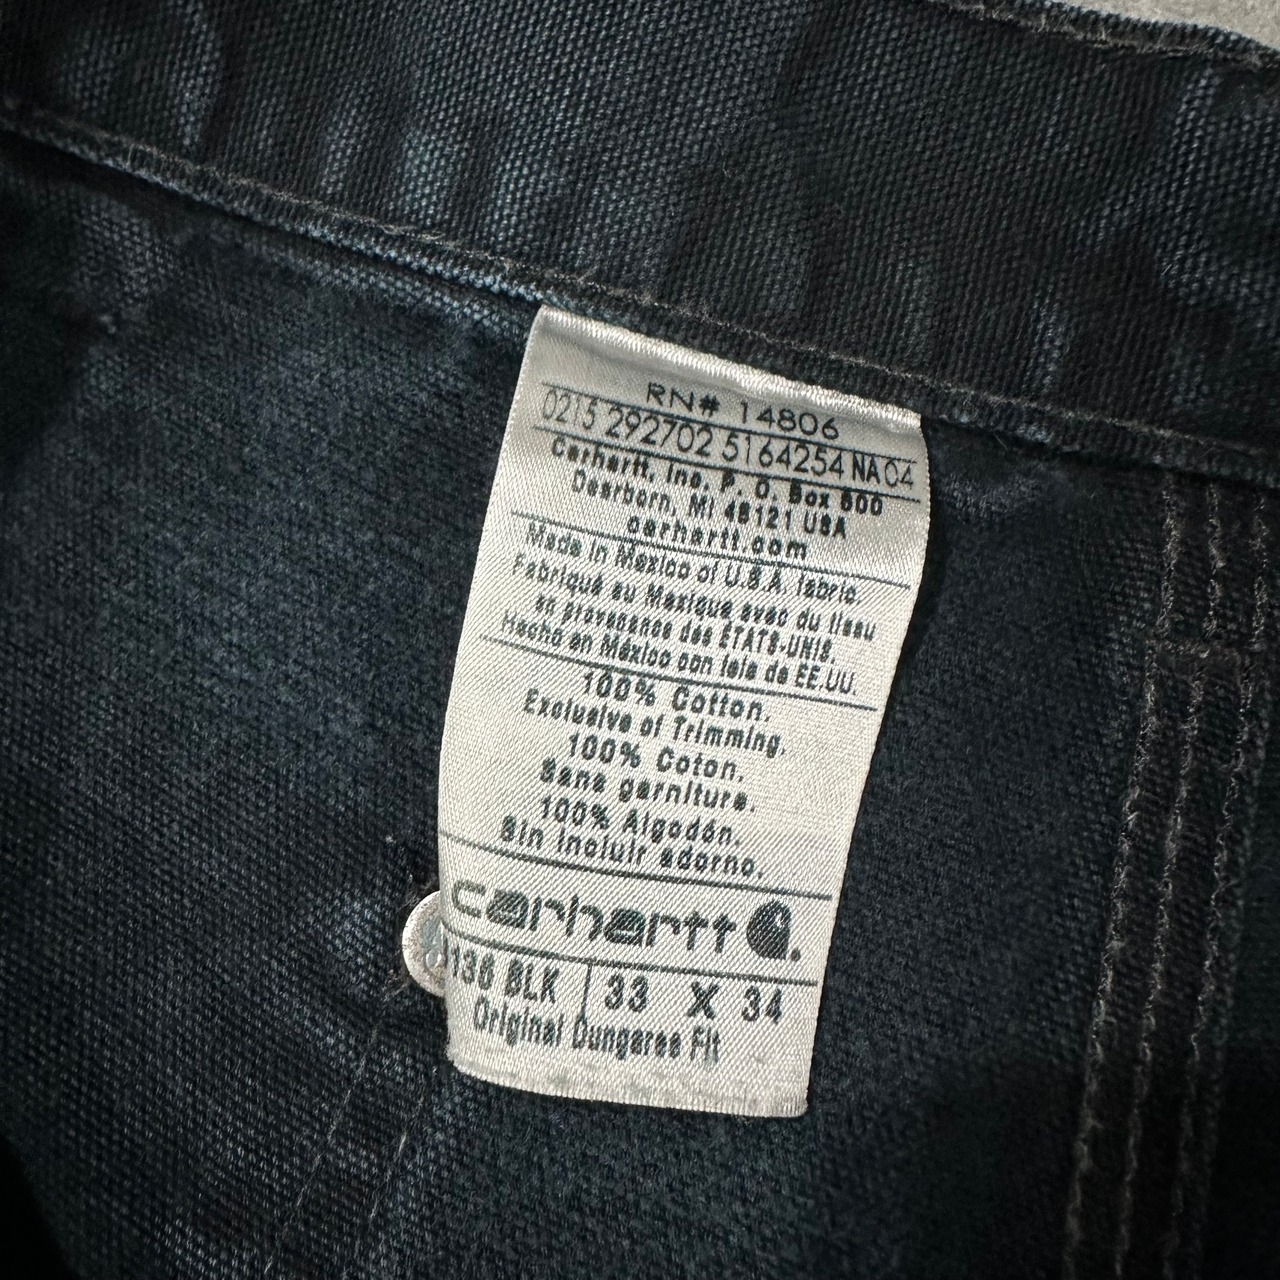 RN# 14806
0215 292702 5164254 NA04
Carhartt, Inc. P. O. Box 600
Dearborn, MI 48121 USA
carhartt.com
Made in Mexico of U.S.A. fabric.
Fabriqué au Mexique avec du tissu
en provenance des ÉTATS-UNIS.
Hecho en México con tela de EE.UU.
100% Cotton.
Exclusive of Trimming.
100% Coton.
Sans garniture.
100% Algodón.
Sin incluir adorno.
carhartt
BLK 33 X 34
Original Dungaree Fit